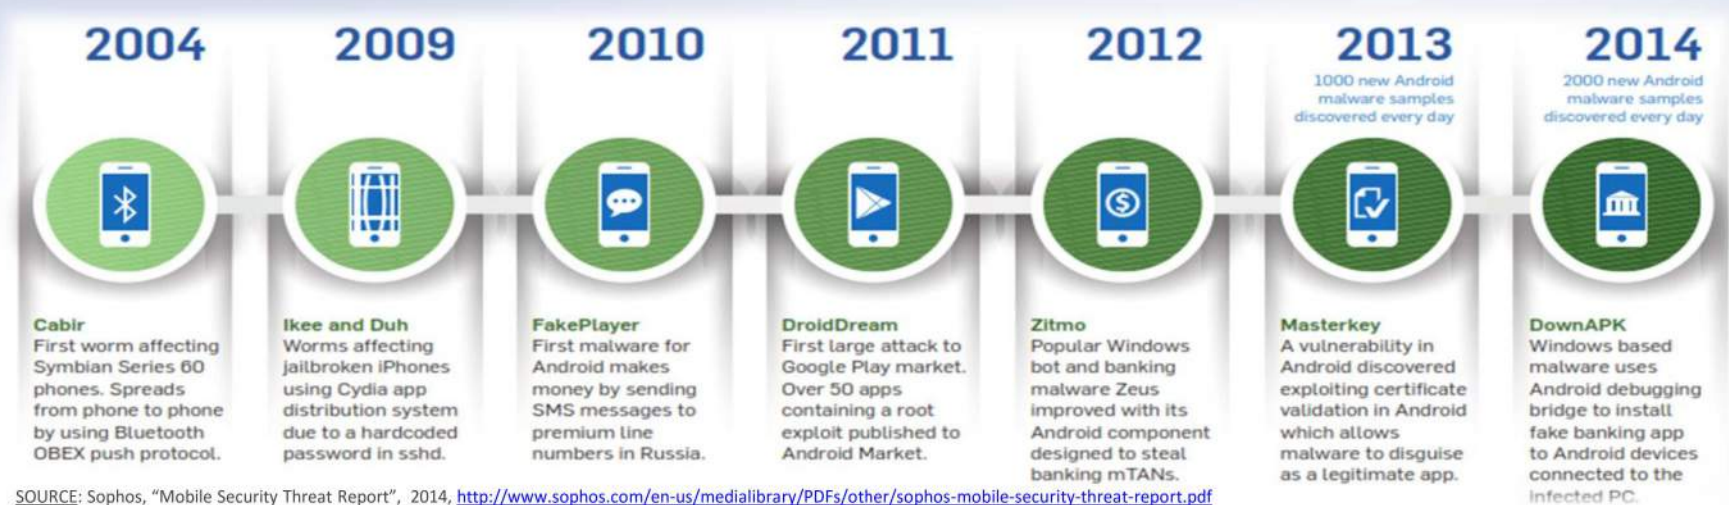 2004
2009
2010
2011
2012
2013
1000 new Android
malware samples
discovered every day
2014
2000 new Android
malware samples
discovered every day
Cabir
First worm affecting
Symbian Series 60
phones. Spreads
from phone to phone
by using Bluetooth
OBEX push protocol.
Ikee and Duh
Worms affecting
jailbroken iPhones
using Cydia app
distribution system
due to a hardcoded
password in sshd.
FakePlayer
First malware for
Android makes
money by sending
SMS messages to
premium line
numbers in Russia.
DroidDream
First large attack to
Google Play market.
Over 50 apps
containing a root
exploit published to
Android Market.
Zitmo
Popular Windows
bot and banking
malware Zeus
improved with its
Android component
designed to steal
banking mTANs.
Masterkey
A vulnerability in
Android discovered
exploiting certificate
validation in Android
which allows
malware to disguise
as a legitimate app.
DownAPK
Windows based
malware uses
Android debugging
bridge to install
fake banking app
to Android devices
connected to the
infected PC.
SOURCE: Sophos, “Mobile Security Threat Report”, 2014, http://www.sophos.com/en-us/medialibrary/PDFs/other/sophos-mobile-security-threat-report.pdf